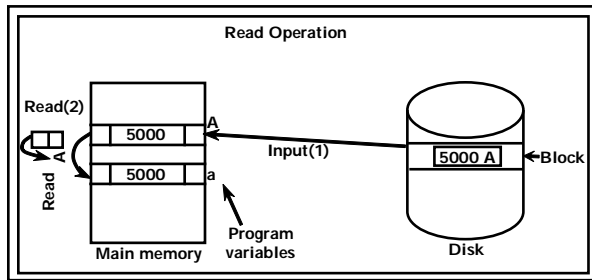 Read Operation
Read(2)
A
5000
A
Read
Input(1)
5000 A
Block
5000
a
Program
variables
Main memory
Disk